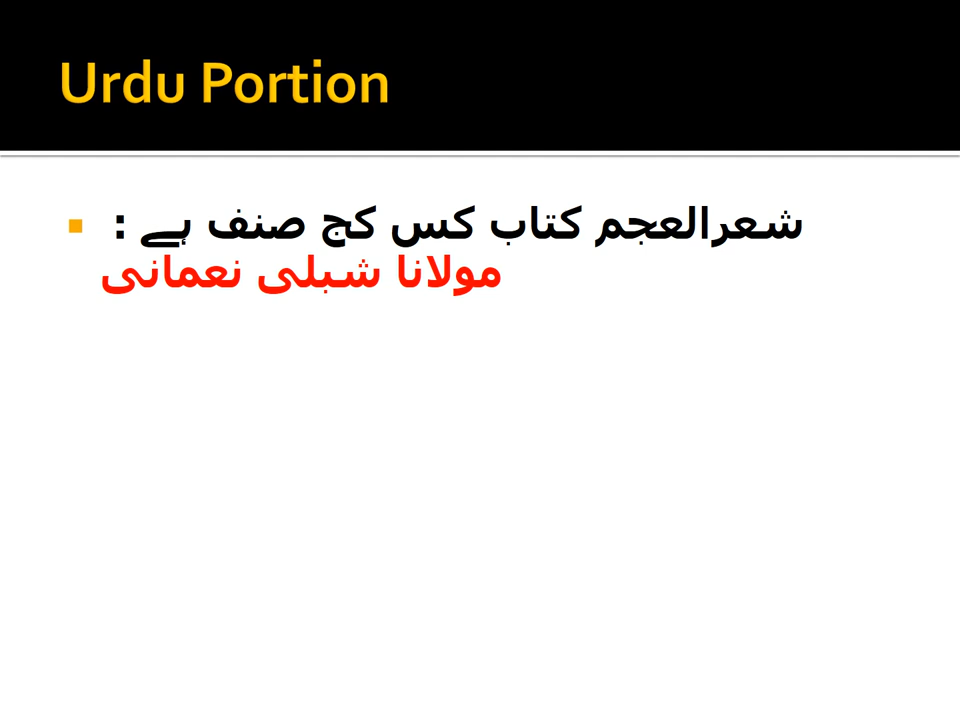 Urdu Portion
شعرالعجم کتاب کس کج صنف ہے :
مولانا شبلی نعمانی